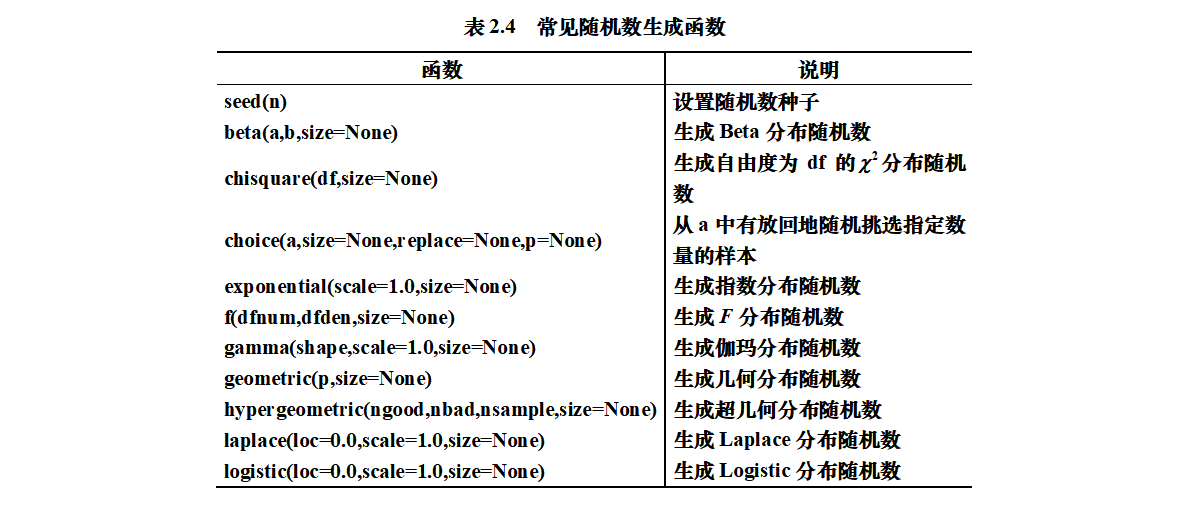 表 2.4 常见随机数生成函数
函数 说明
seed(n) 设置随机数种子
beta(a,b,size=None) 生成 Beta 分布随机数
chisquare(df,size=None) 生成自由度为 df 的 χ² 分布随机
数
choice(a,size=None,replace=None,p=None) 从 a 中有放回地随机挑选指定数
量的样本
exponential(scale=1.0,size=None) 生成指数分布随机数
f(dfnum,dfden,size=None) 生成 F 分布随机数
gamma(shape,scale=1.0,size=None) 生成伽玛分布随机数
geometric(p,size=None) 生成几何分布随机数
hypergeometric(ngood,nbad,nsample,size=None) 生成超几何分布随机数
laplace(loc=0.0,scale=1.0,size=None) 生成 Laplace 分布随机数
logistic(loc=0.0,scale=1.0,size=None) 生成 Logistic 分布随机数